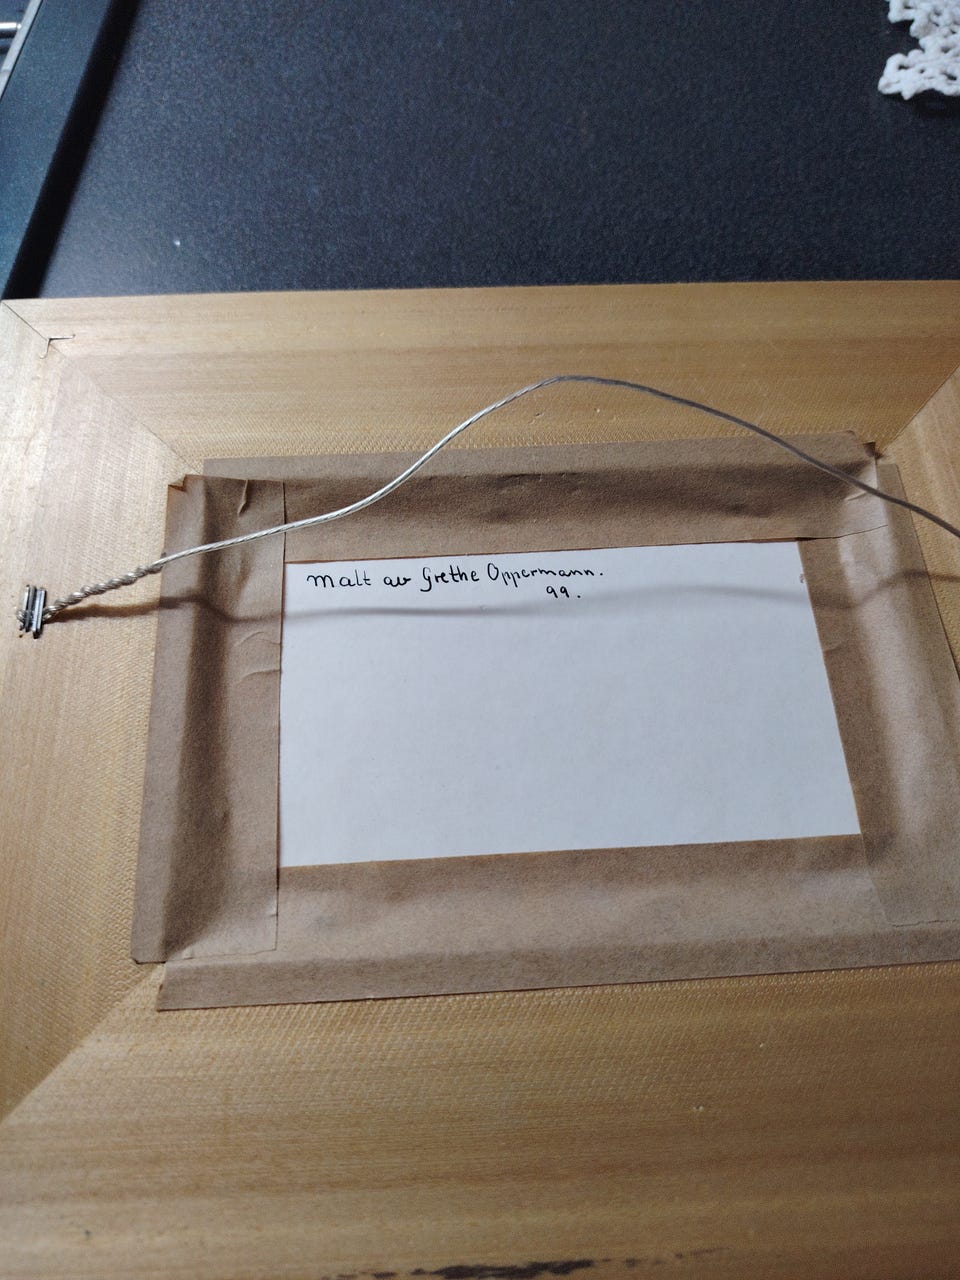 Malt av Grethe Oppermann.
99.